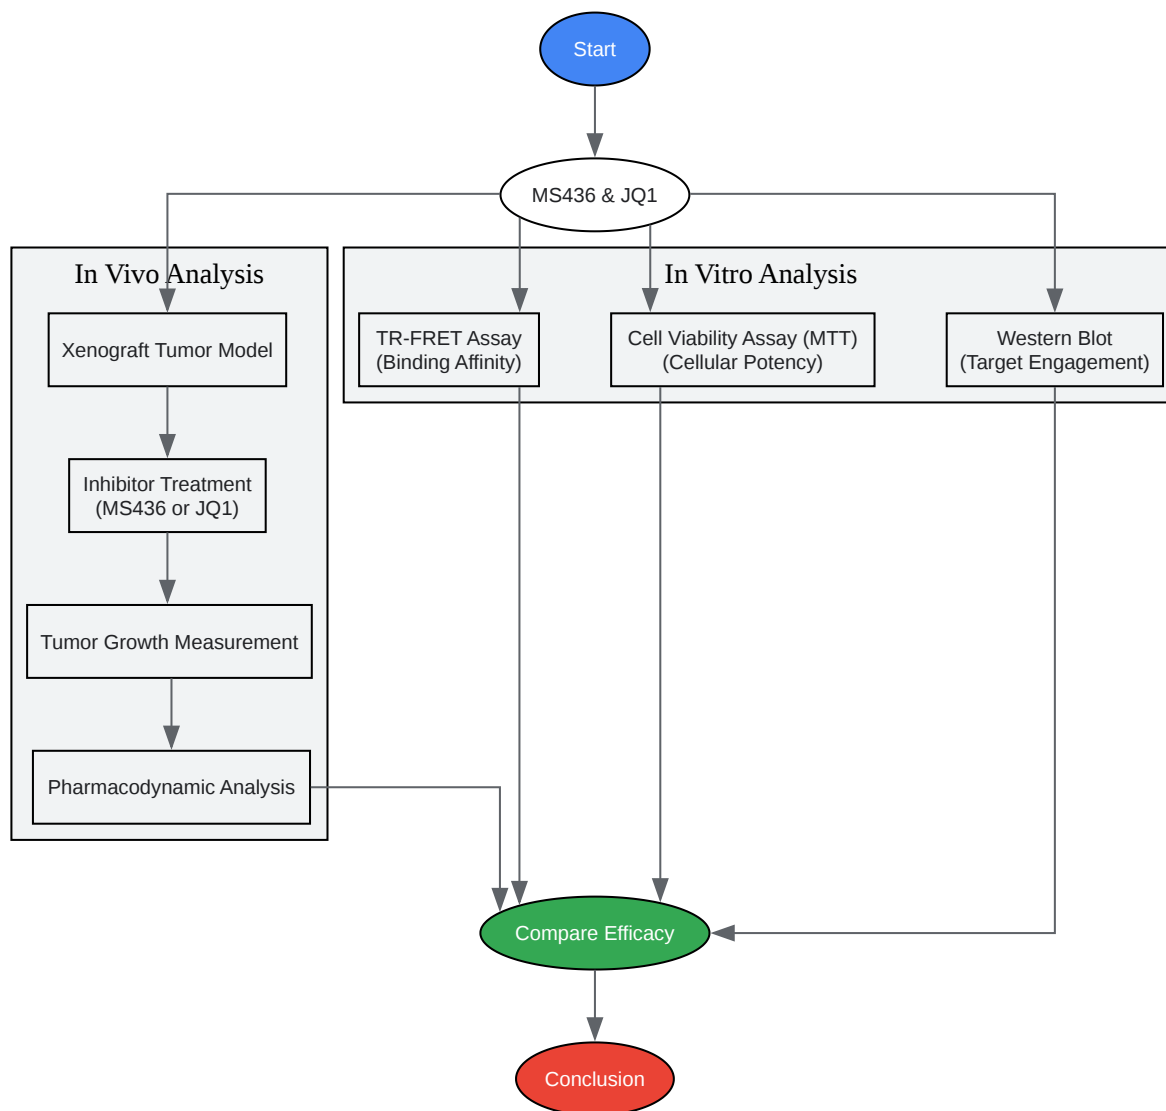 Start
MS436 & JQ1
In Vivo Analysis
In Vitro Analysis
Xenograft Tumor Model
TR-FRET Assay
(Binding Affinity)
Cell Viability Assay (MTT)
(Cellular Potency)
Western Blot
(Target Engagement)
Inhibitor Treatment
(MS436 or JQ1)
Tumor Growth Measurement
Pharmacodynamic Analysis
Compare Efficacy
Conclusion